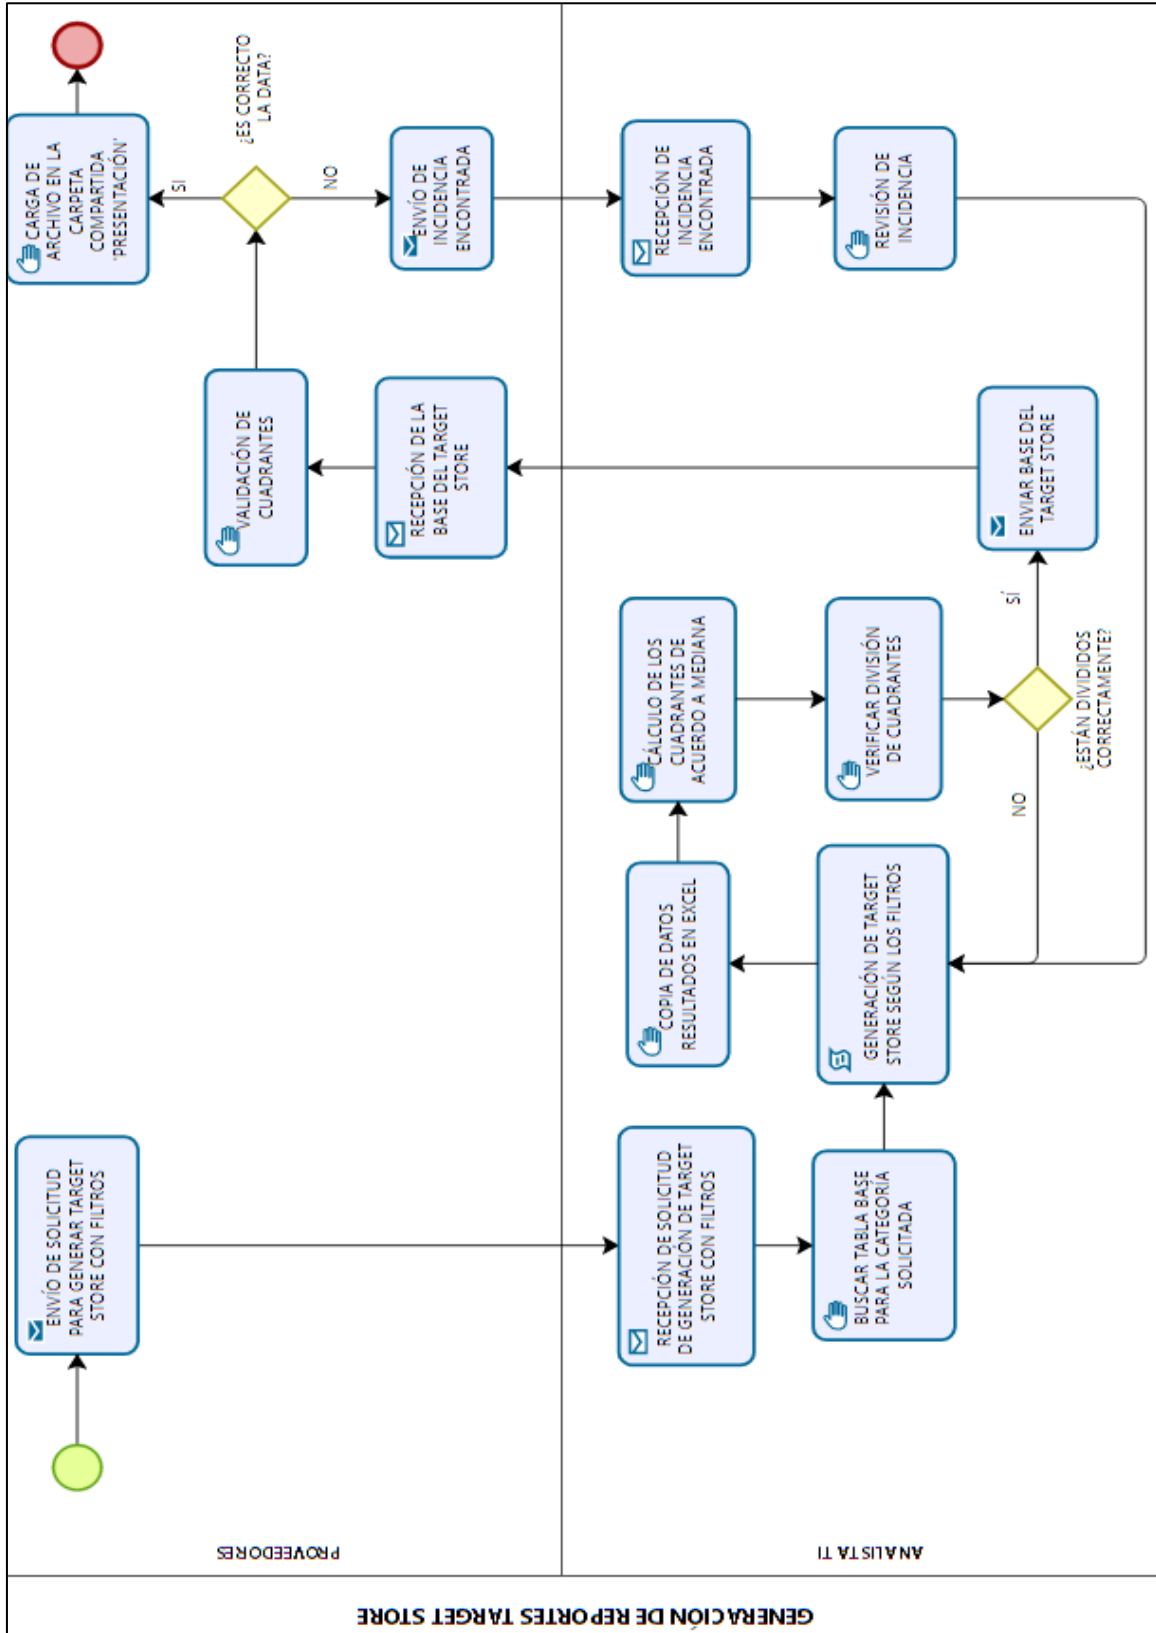 GENERACIÓN DE REPORTES TARGET STORE
PROVEEDORES
ENVÍO DE SOLICITUD
PARA GENERAR TARGET
STORE CON FILTROS
VALIDACIÓN DE
CUADRANTES
RECEPCIÓN DE LA
BASE DEL TARGET
STORE
CARGA DE
ARCHIVO EN LA
CARPETA
COMPARTIDA
'PRESENTACIÓN'
SI
¿ES CORRECTO
LA DATA?
NO
ENVÍO DE
INCIDENCIA
ENCONTRADA
ANALISTA TI
RECEPCIÓN DE SOLICITUD
DE GENERACIÓN DE TARGET
STORE CON FILTROS
BUSCAR TABLA BASE
PARA LA CATEGORÍA
SOLICITADA
COPIA DE DATOS
RESULTADOS EN EXCEL
GENERACIÓN DE TARGET
STORE SEGÚN LOS FILTROS
CÁLCULO DE LOS
CUADRANTES DE
ACUERDO A MEDIANA
VERIFICAR DIVISIÓN
DE CUADRANTES
NO
¿ESTÁN DIVIDIDOS
CORRECTAMENTE?
SÍ
ENVIAR BASE DEL
TARGET STORE
RECEPCIÓN DE
INCIDENCIA
ENCONTRADA
REVISIÓN DE
INCIDENCIA